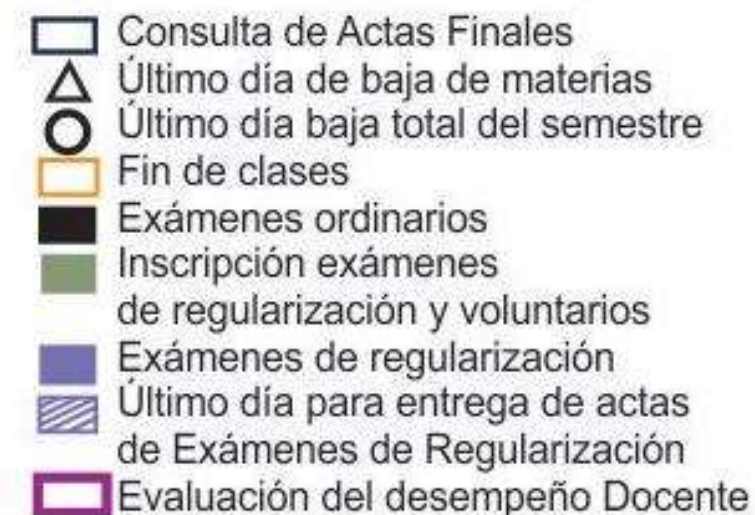 Consulta de Actas Finales
Último día de baja de materias
Último día baja total del semestre
Fin de clases
Exámenes ordinarios
Inscripción exámenes
de regularización y voluntarios
Exámenes de regularización
Último día para entrega de actas
de Exámenes de Regularización
Evaluación del desempeño Docente